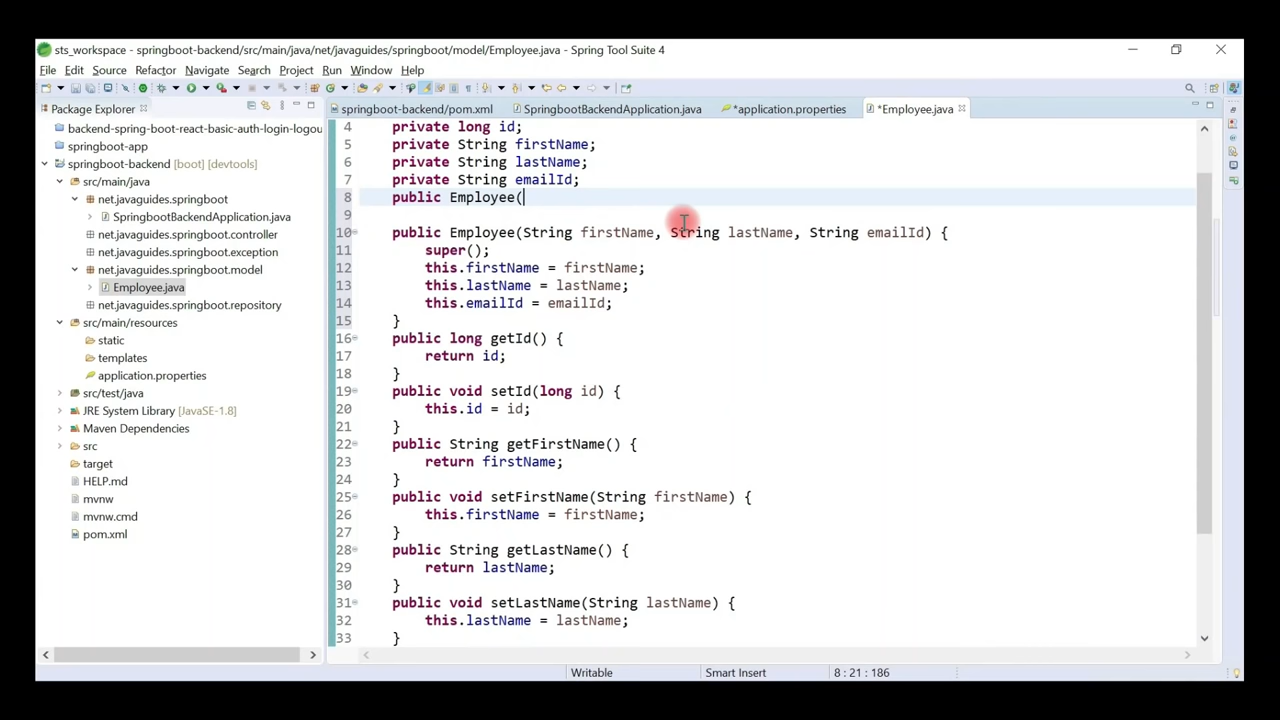 sts_workspace - springboot-backend/src/main/java/net/javaguides/springboot/model/Employee.java - Spring Tool Suite 4
File Edit Source Refactor Navigate Search Project Run Window Help
Package Explorer
springboot-backend/pom.xml
SpringbootBackendApplication.java
*application.properties
*Employee.java
backend-spring-boot-react-basic-auth-login-logou
springboot-app
springboot-backend [boot] [devtools]
src/main/java
net.javaguides.springboot
SpringbootBackendApplication.java
net.javaguides.springboot.controller
net.javaguides.springboot.exception
net.javaguides.springboot.model
Employee.java
net.javaguides.springboot.repository
src/main/resources
static
templates
application.properties
src/test/java
JRE System Library [JavaSE-1.8]
Maven Dependencies
src
target
HELP.md
mvnw
mvnw.cmd
pom.xml
4 private long id;
5 private String firstName;
6 private String lastName;
7 private String emailId;
8 public Employee(
9
10 public Employee(String firstName, String lastName, String emailId) {
11 super();
12 this.firstName = firstName;
13 this.lastName = lastName;
14 this.emailId = emailId;
15 }
16 public long getId() {
17 return id;
18 }
19 public void setId(long id) {
20 this.id = id;
21 }
22 public String getFirstName() {
23 return firstName;
24 }
25 public void setFirstName(String firstName) {
26 this.firstName = firstName;
27 }
28 public String getLastName() {
29 return lastName;
30 }
31 public void setLastName(String lastName) {
32 this.lastName = lastName;
33 }
Writable
Smart Insert
8 : 21 : 186